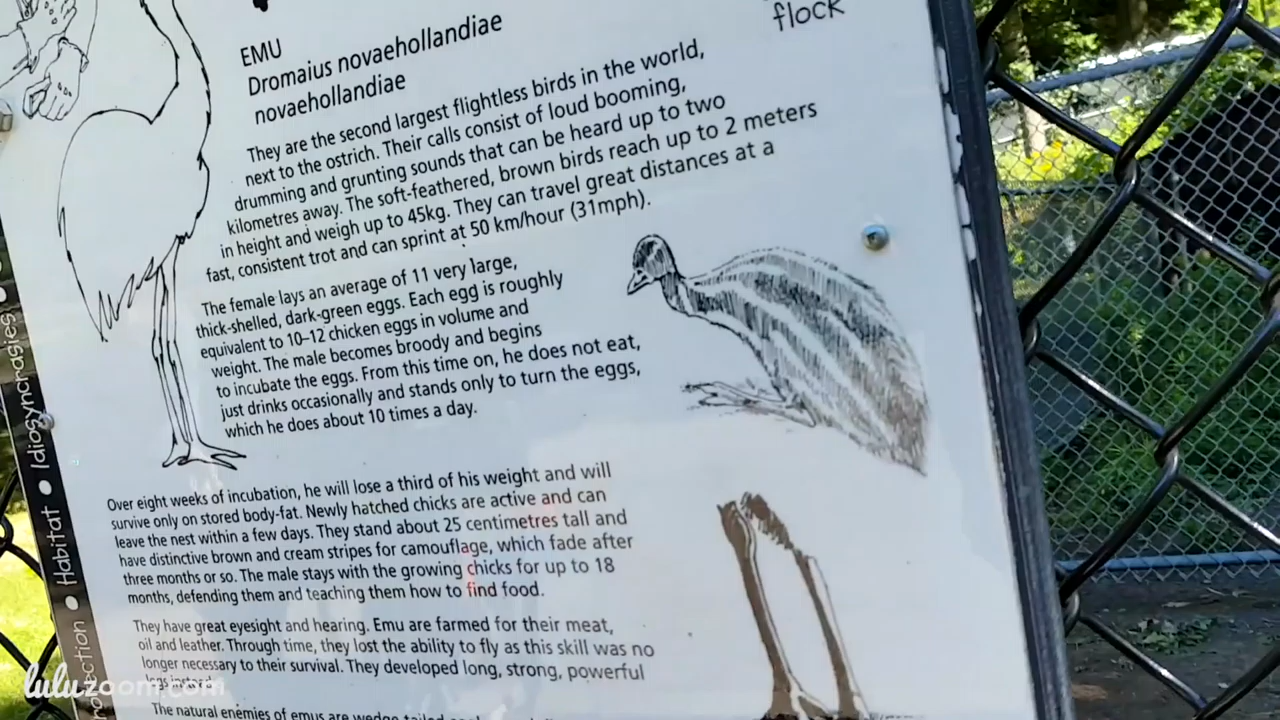 flock
EMU
Dromaius novaehollandiae
novaehollandiae
They are the second largest flightless birds in the world,
next to the ostrich. Their calls consist of loud booming,
drumming and grunting sounds that can be heard up to two
kilometres away. The soft-feathered, brown birds reach up to 2 meters
in height and weigh up to 45kg. They can travel great distances at a
fast, consistent trot and can sprint at 50 km/hour (31mph).
The female lays an average of 11 very large,
thick-shelled, dark-green eggs. Each egg is roughly
equivalent to 10–12 chicken eggs in volume and
weight. The male becomes broody and begins
to incubate the eggs. From this time on, he does not eat,
just drinks occasionally and stands only to turn the eggs,
which he does about 10 times a day.
Over eight weeks of incubation, he will lose a third of his weight and will
survive only on stored body-fat. Newly hatched chicks are active and can
leave the nest within a few days. They stand about 25 centimetres tall and
have distinctive brown and cream stripes for camouflage, which fade after
three months or so. The male stays with the growing chicks for up to 18
months, defending them and teaching them how to find food.
They have great eyesight and hearing. Emu are farmed for their meat,
oil and leather. Through time, they lost the ability to fly as this skill was no
longer necessary to their survival. They developed long, strong, powerful
legs instead.
The natural enemies of emus are wedge-tailed
Habitat • Idiosyncrasies
luluzoom.com